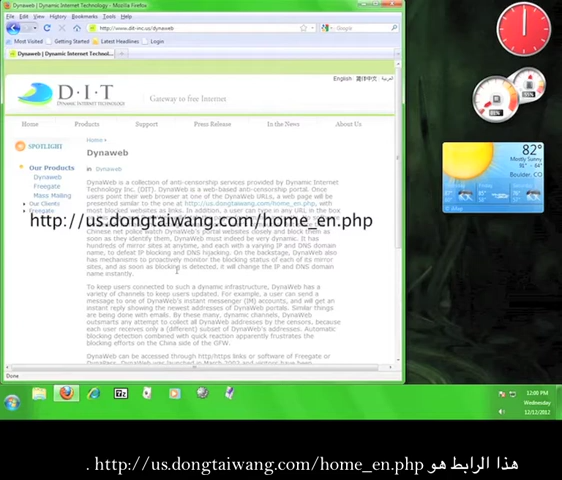 Dynaweb | Dynamic Internet Technology - Mozilla Firefox
File Edit View History Bookmarks Tools Help
http://www.dit-inc.us/dynaweb
Google
Most Visited Getting Started Latest Headlines Login
Dynaweb | Dynamic Internet Technol...
English 简体中文 العربية
D·I·T
DYNAMIC INTERNET TECHNOLOGY
Gateway to free Internet
Home Products Support Press Release In the News About Us
SPOTLIGHT
Our Products
Dynaweb
Freegate
Mass Mailing
Our Clients
Freegate
Home »
Dynaweb
in Dynaweb
DynaWeb is a collection of anti-censorship services provided by Dynamic Internet
Technology Inc. (DIT). DynaWeb is a web-based anti-censorship portal. Once
users point their web browser at one of the DynaWeb URLs, a web page will be
presented similar to the one at http://us.dongtaiwang.com/home_en.php, with
most blocked websites as links. In addition, a user can type in any URL in the box
http://us.dongtaiwang.com/home_en.php
Chinese net police watch DynaWeb's portal websites closely and block them as
soon as they identify them, DynaWeb must indeed be very dynamic. It has
hundreds of mirror sites at anytime, and each with a varying IP and DNS domain
name, to defeat IP blocking and DNS hijacking. On the backstage, DynaWeb also
has mechanisms to proactively monitor the blocking status of each of its mirror
sites, and as soon as blocking is detected, it will change the IP and DNS domain
name instantly.
To keep users connected to such a dynamic infrastructure, DynaWeb has a
variety of channels to keep users updated. For example, a user can send a
message to one of DynaWeb's instant messenger (IM) accounts, and will get an
instant reply showing the newest addresses of DynaWeb portals. Similar things
are being done with emails. By these many, dynamic channels, DynaWeb
outsmarts any attempt to collect all DynaWeb addresses by the censors, because
each user receives only a (different) subset of DynaWeb's addresses. Automatic
blocking detection combined with quick reaction apparently frustrates the
blocking efforts on the China side of the GFW.
DynaWeb can be accessed through http/https links or software of Freegate or
Done
82°
Mostly Sunny
Boulder, CO
12:00 PM
Wednesday
12/12/2012
هذا الرابط هو http://us.dongtaiwang.com/home_en.php .